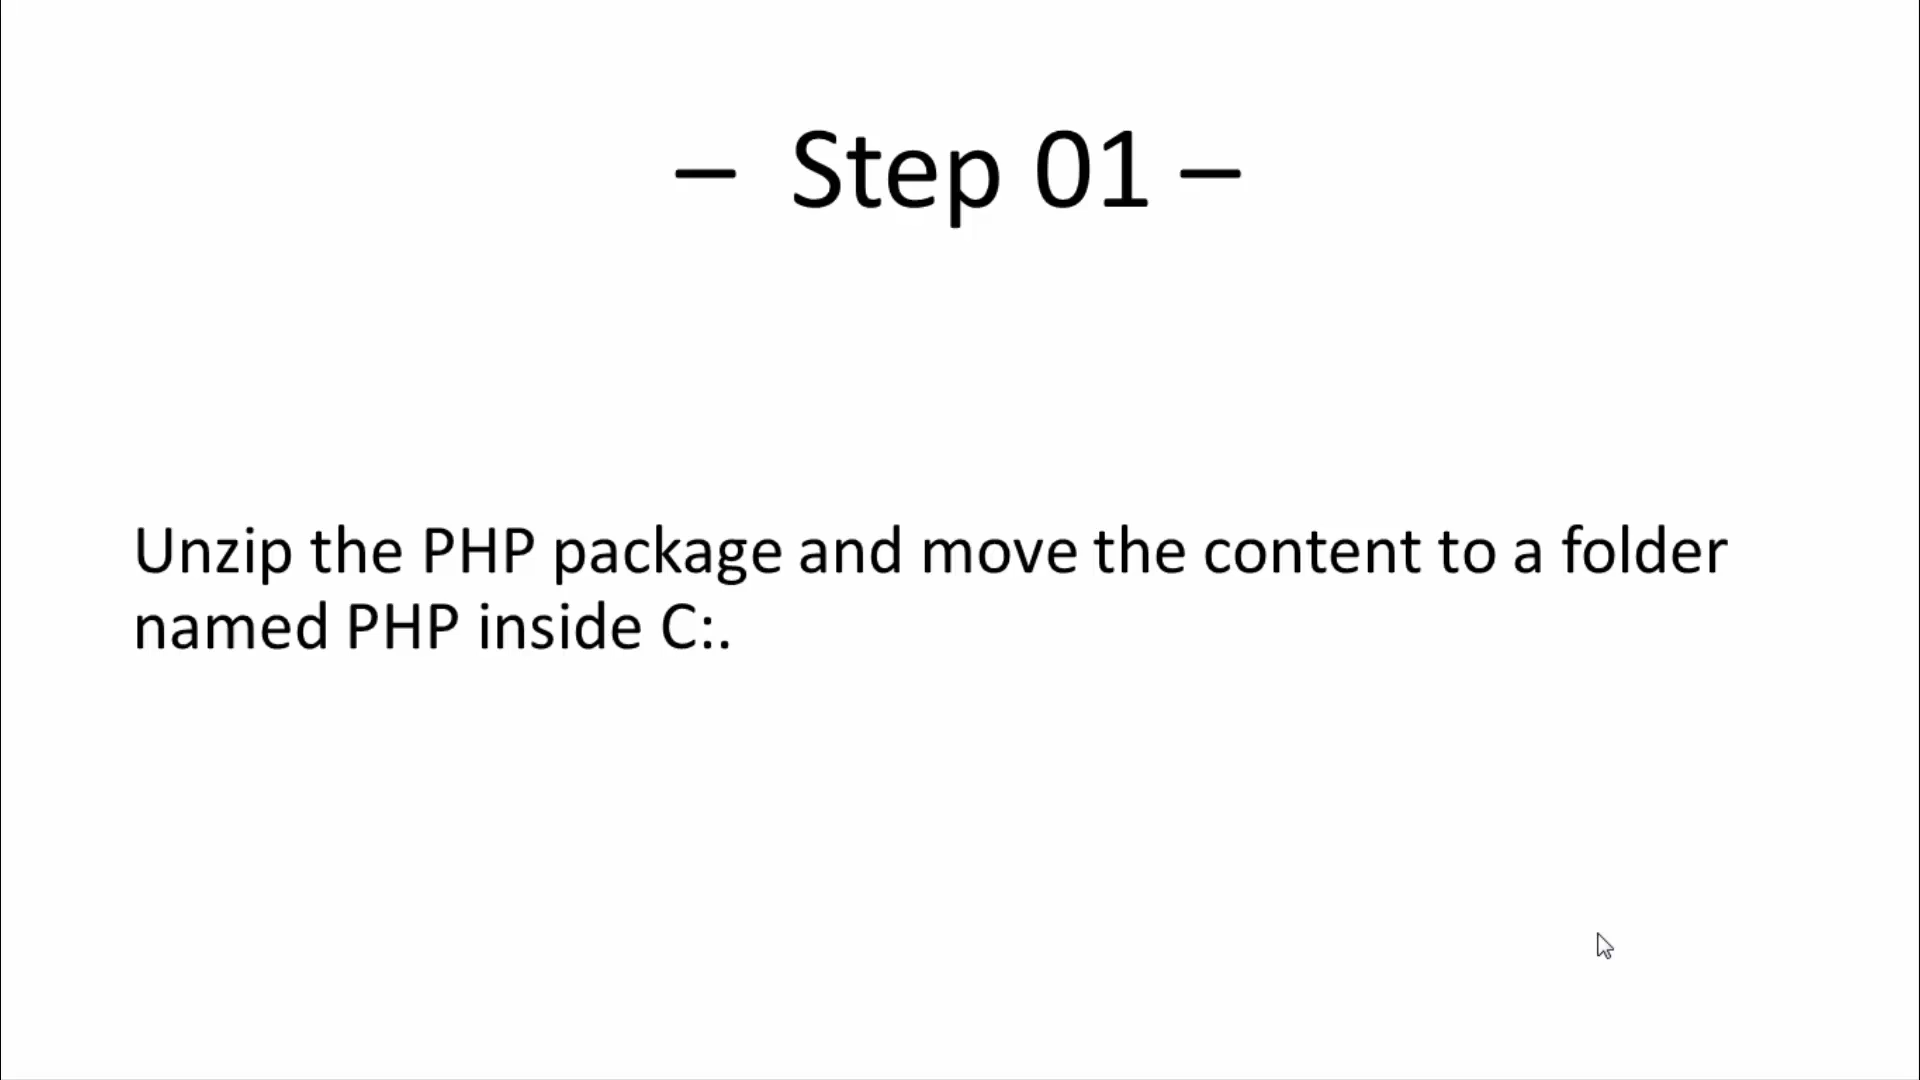 – Step 01 –
Unzip the PHP package and move the content to a folder
named PHP inside C:.